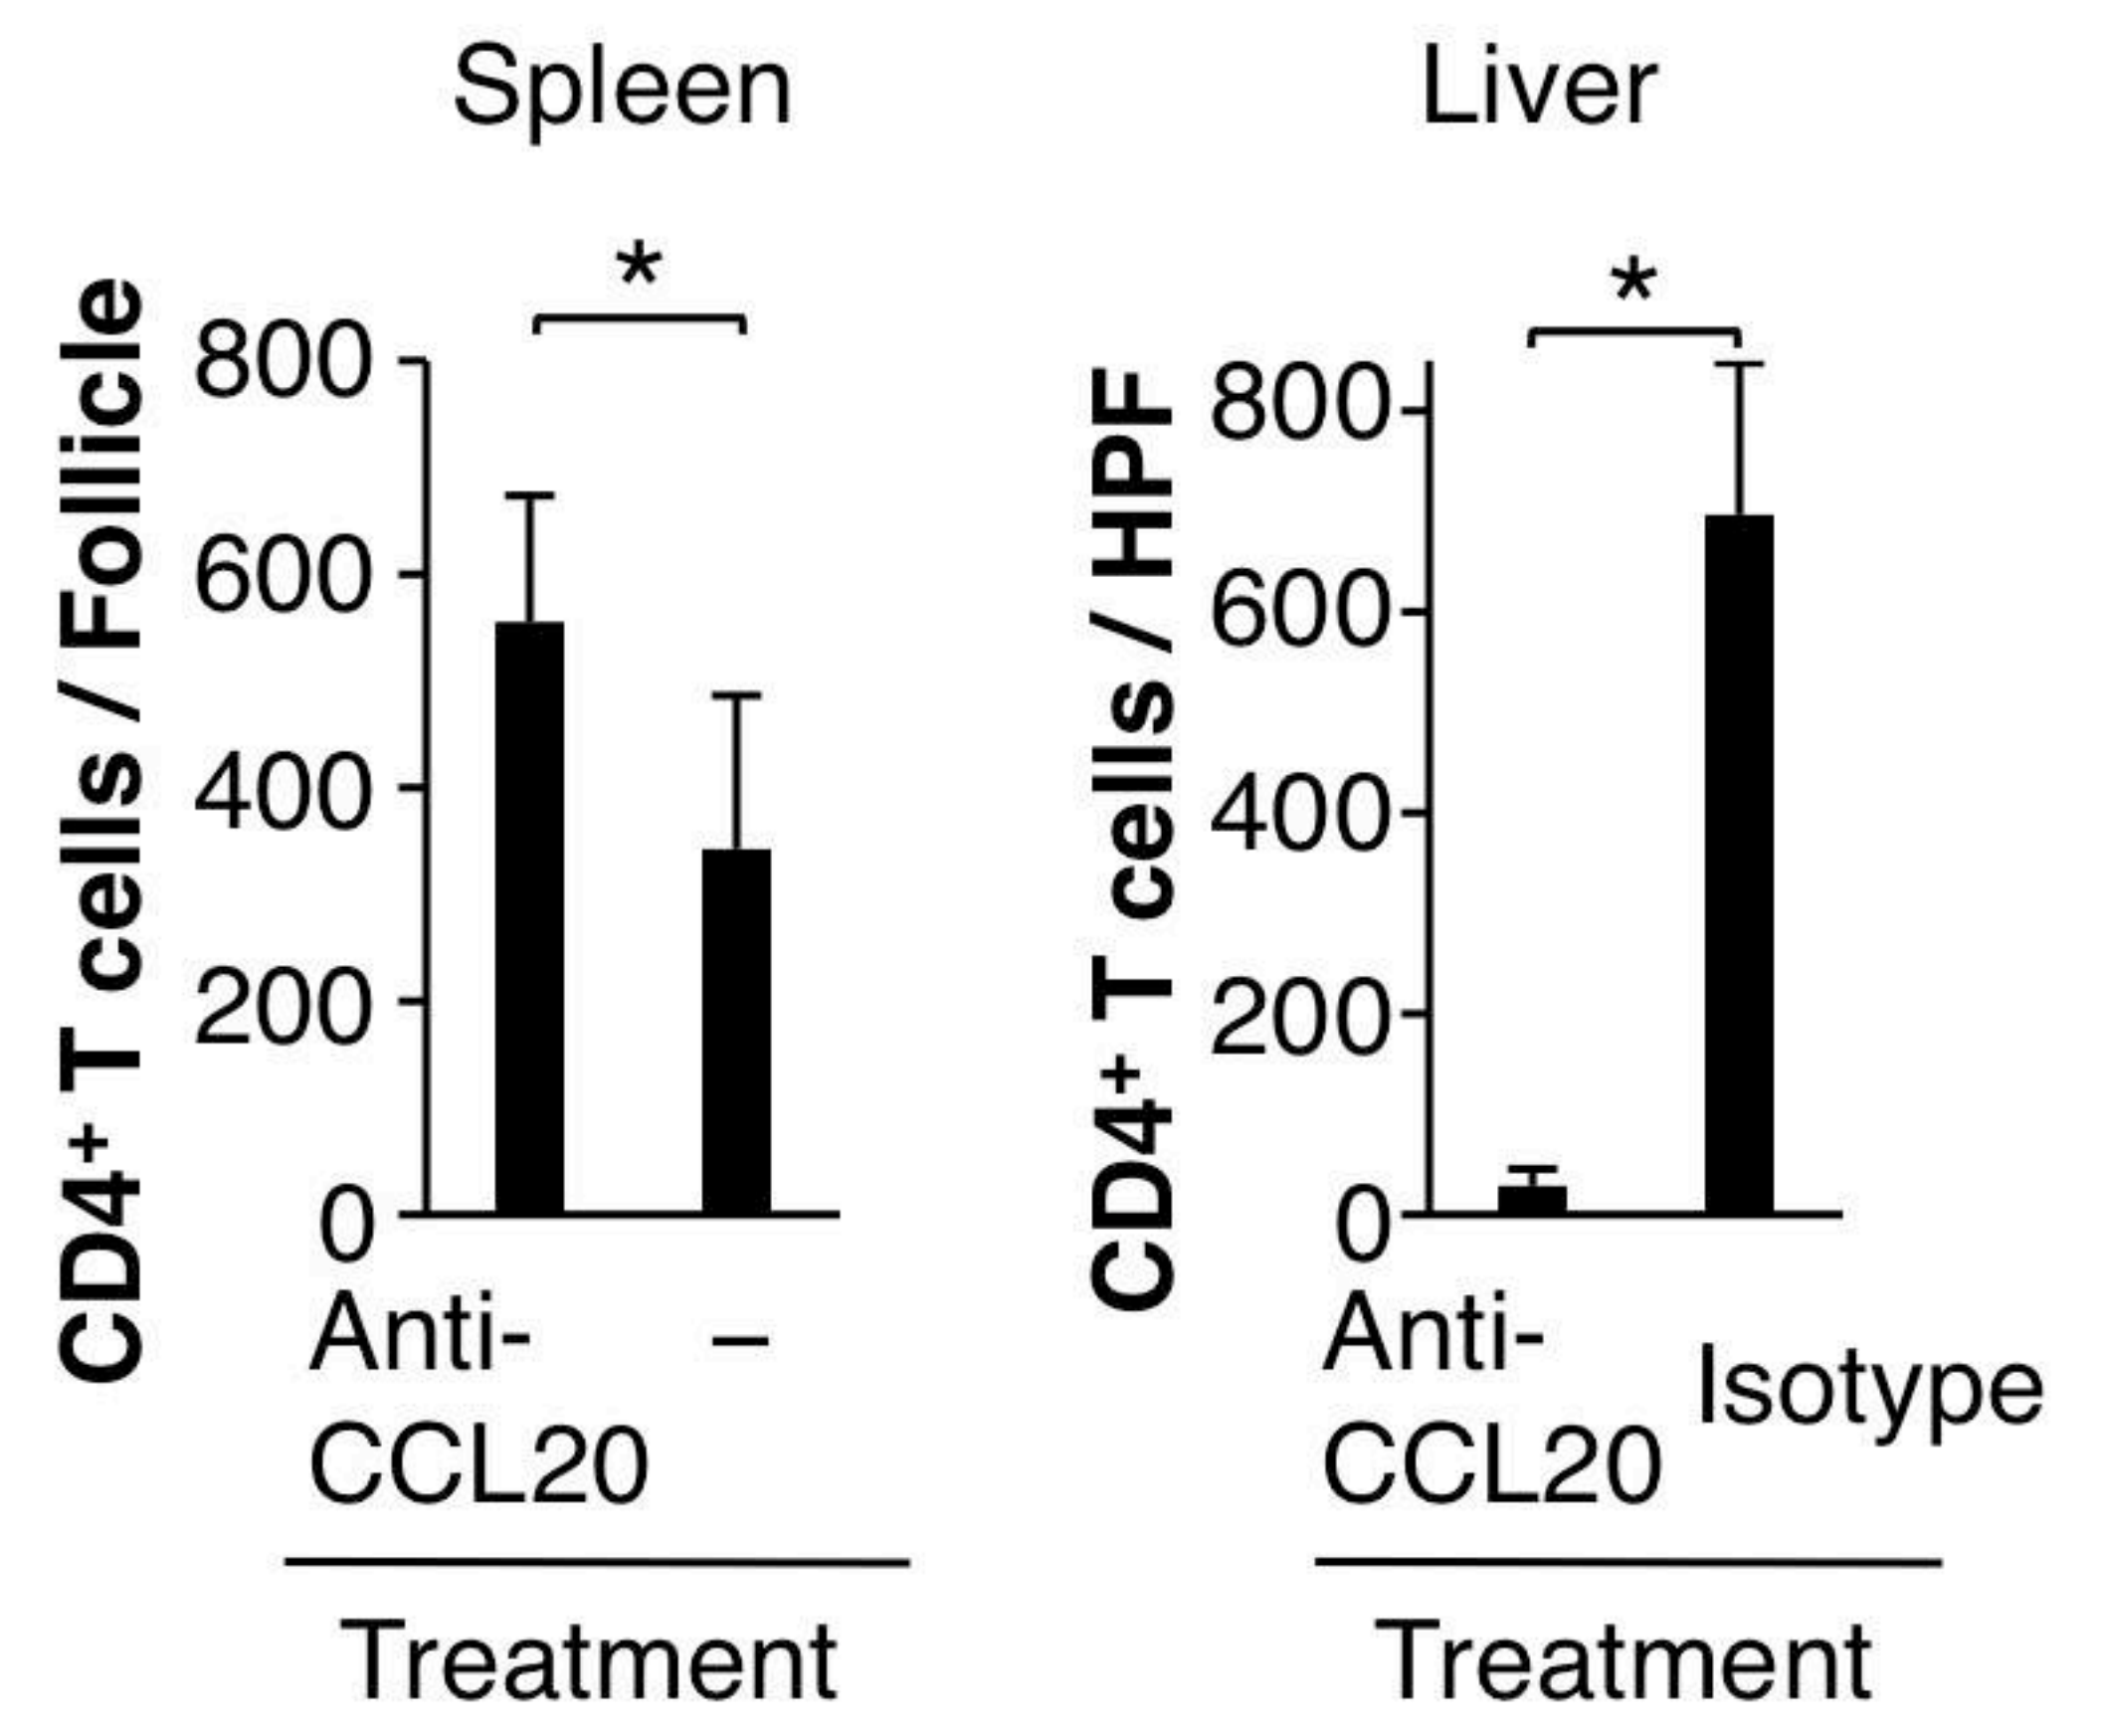 Spleen
*
CD4+ T cells / Follicle
800
600
400
200
0
Anti-
CCL20
–
Treatment
Liver
*
CD4+ T cells / HPF
800
600
400
200
0
Anti-
CCL20
Isotype
Treatment